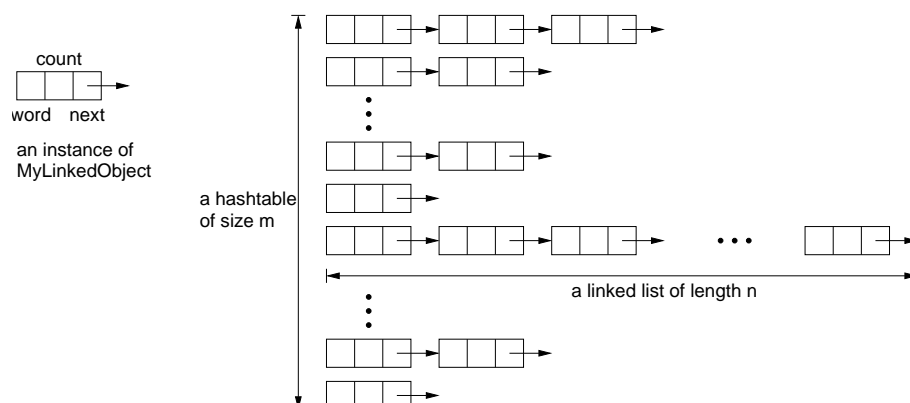 count
word next
an instance of
MyLinkedObject
a hashtable
of size m
a linked list of length n